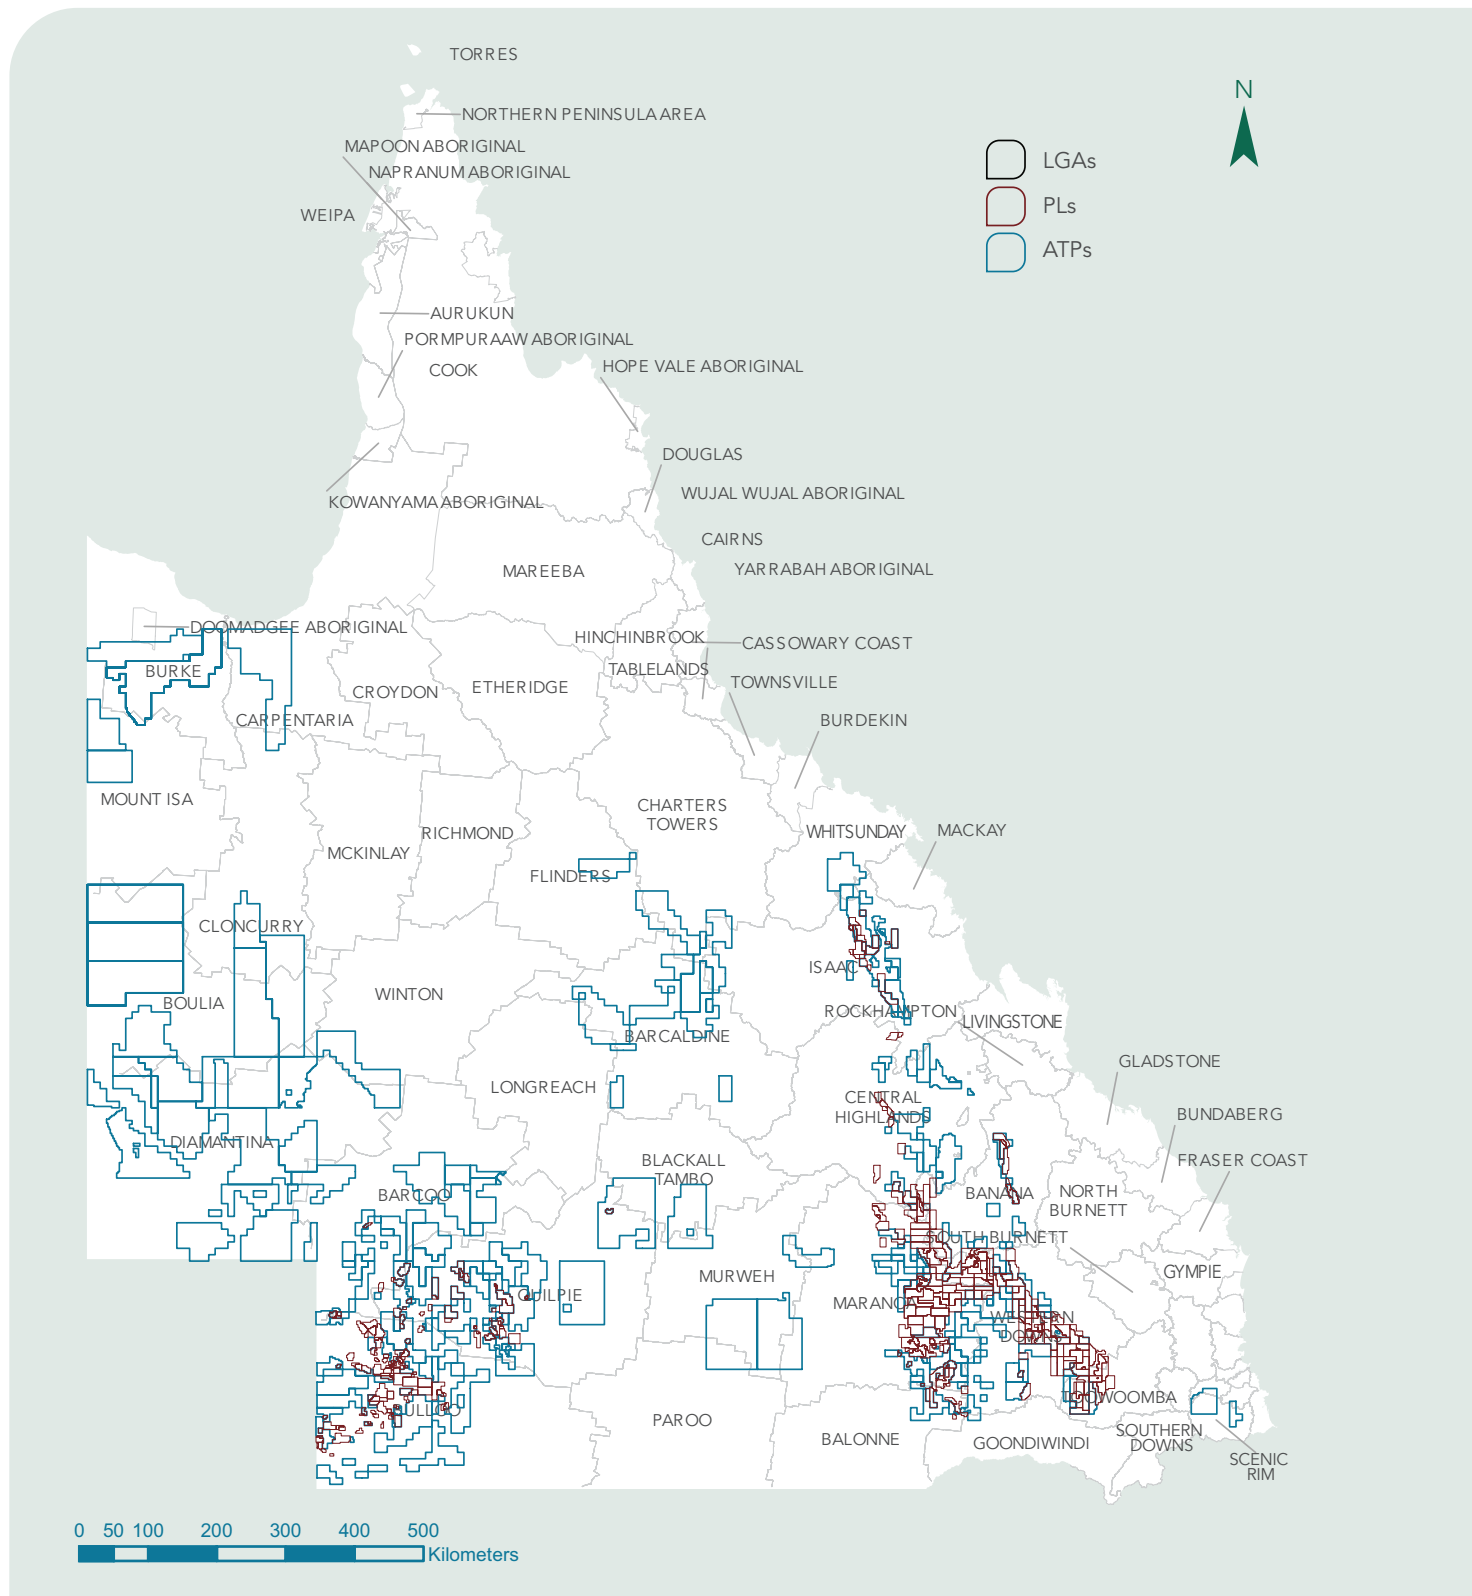 TORRES
N
NORTHERN PENINSULA AREA
MAPOON ABORIGINAL
LGAs
NAPRANUM ABORIGINAL
PLs
WEIPA
ATPs
AURUKUN
PORMPURAAW ABORIGINAL
COOK
HOPE VALE ABORIGINAL
DOUGLAS
WUJAL WUJAL ABORIGINAL
KOWANYAMA ABORIGINAL
CAIRNS
MAREEBA
YARRABAH ABORIGINAL
DOOMADGEE ABORIGINAL
HINCHINBROOK
CASSOWARY COAST
BURKE
TABLELANDS
CROYDON
ETHERIDGE
TOWNSVILLE
CARPENTARIA
BURDEKIN
MOUNT ISA
CHARTERS
TOWERS
RICHMOND
WHITSUNDAY
MACKAY
MCKINLAY
FLINDERS
CLONCURRY
ISAAC
WINTON
BOULIA
ROCKHAMPTON
LIVINGSTONE
BARCALDINE
GLADSTONE
LONGREACH
CENTRAL
HIGHLANDS
BUNDABERG
DIAMANTINA
BLACKALL
TAMBO
FRASER COAST
BARCOO
BANANA
NORTH
BURNETT
SOUTH BURNETT
MURWEH
GYMPIE
QUILPIE
MARANOA
WESTERN
DOWNS
TOOWOOMBA
BULLOO
PAROO
BALONNE
GOONDIWINDI
SOUTHERN
DOWNS
SCENIC
RIM
0 50 100 200 300 400 500
Kilometers